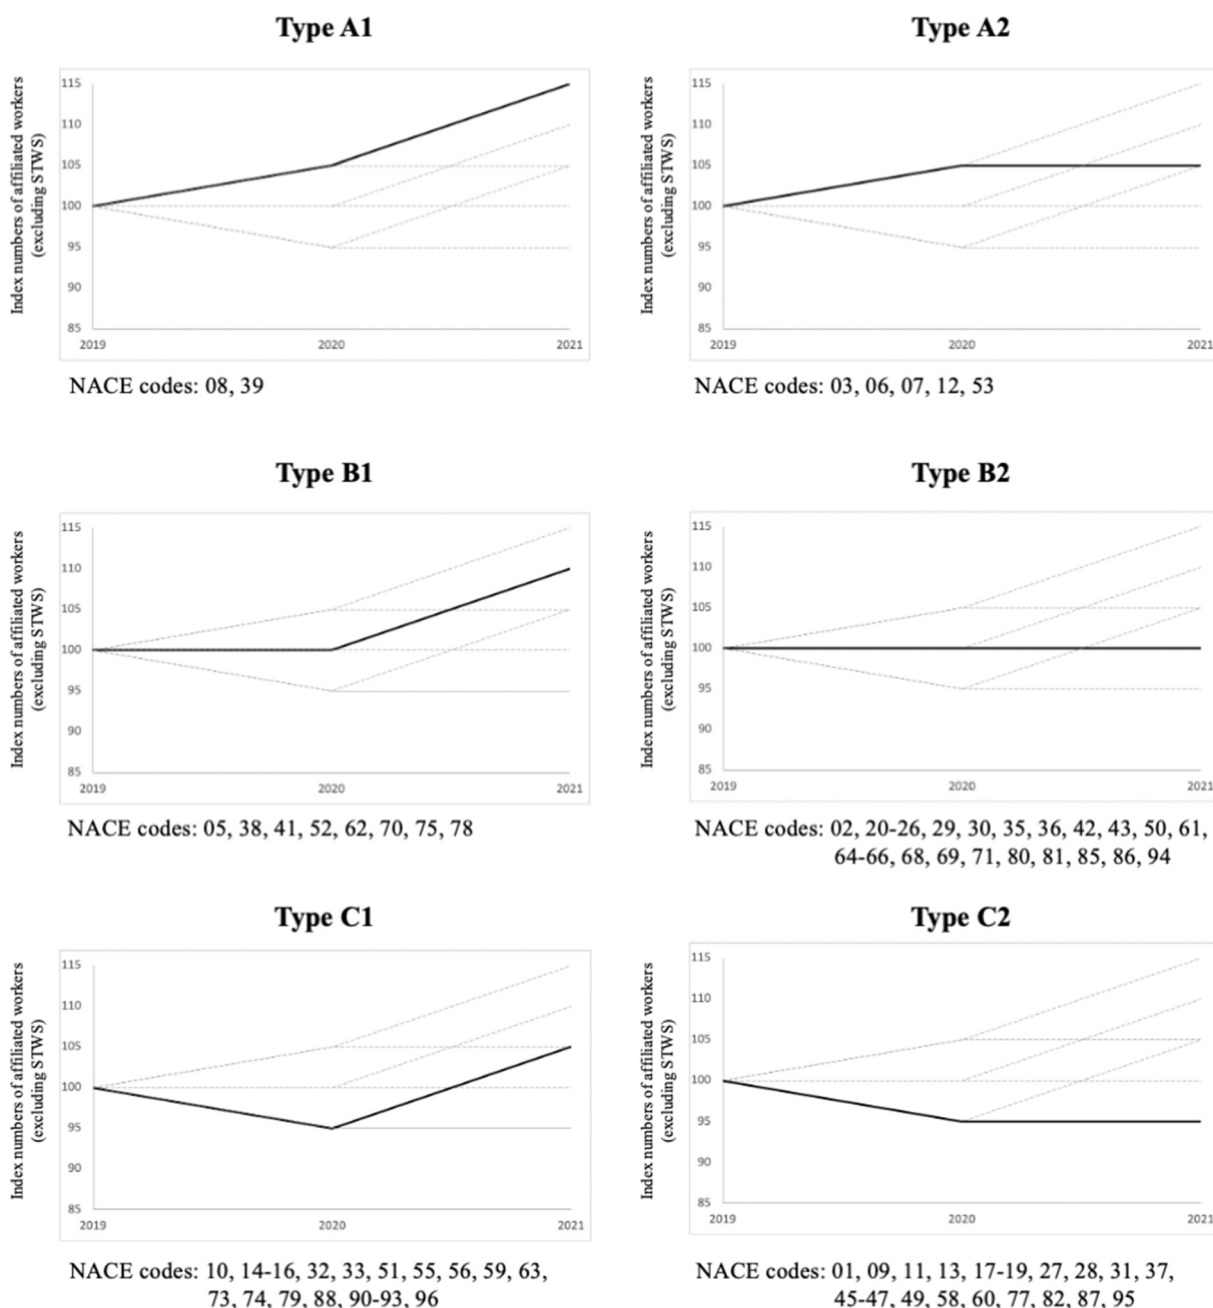 Type A1
Index numbers of affiliated workers
(excluding STWS)
115
110
105
100
95
90
85
2019
2020
2021
NACE codes: 08, 39
Type A2
Index numbers of affiliated workers
(excluding STWS)
115
110
105
100
95
90
85
2019
2020
2021
NACE codes: 03, 06, 07, 12, 53
Type B1
Index numbers of affiliated workers
(excluding STWS)
115
110
105
100
95
90
85
2019
2020
2021
NACE codes: 05, 38, 41, 52, 62, 70, 75, 78
Type B2
Index numbers of affiliated workers
(excluding STWS)
115
110
105
100
95
90
85
2019
2020
2021
NACE codes: 02, 20-26, 29, 30, 35, 36, 42, 43, 50, 61,
64-66, 68, 69, 71, 80, 81, 85, 86, 94
Type C1
Index numbers of affiliated workers
(excluding STWS)
115
110
105
100
95
90
85
2019
2020
2021
NACE codes: 10, 14-16, 32, 33, 51, 55, 56, 59, 63,
73, 74, 79, 88, 90-93, 96
Type C2
Index numbers of affiliated workers
(excluding STWS)
115
110
105
100
95
90
85
2019
2020
2021
NACE codes: 01, 09, 11, 13, 17-19, 27, 28, 31, 37,
45-47, 49, 58, 60, 77, 82, 87, 95